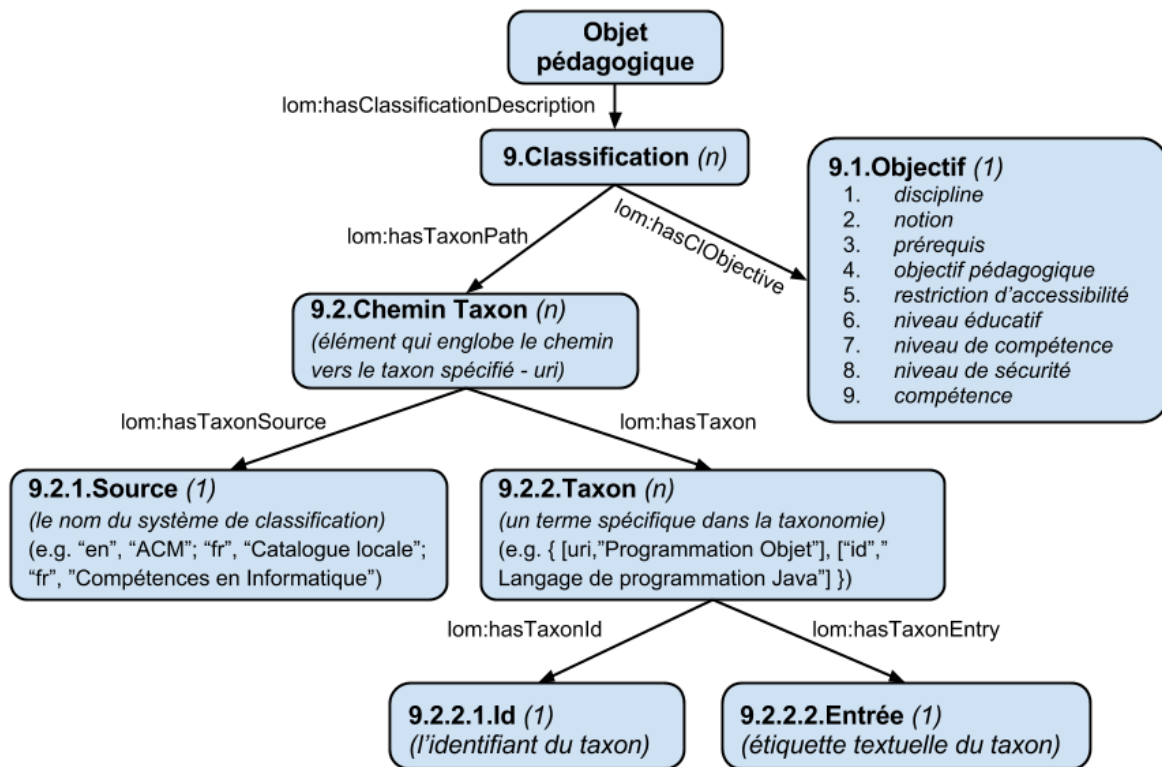 Objet
pédagogique
lom:hasClassificationDescription
9.Classification (n)
lom:hasTaxonPath
lom:hasClObjective
9.1.Objectif (1)
1. discipline
2. notion
3. prérequis
4. objectif pédagogique
5. restriction d'accessibilité
6. niveau éducatif
7. niveau de compétence
8. niveau de sécurité
9. compétence
9.2.Chemin Taxon (n)
(élément qui englobe le chemin
vers le taxon spécifié - uri)
lom:hasTaxonSource
lom:hasTaxon
9.2.1.Source (1)
(le nom du système de classification)
(e.g. “en”, “ACM”; “fr”, “Catalogue locale”;
“fr”, ”Compétences en Informatique”)
9.2.2.Taxon (n)
(un terme spécifique dans la taxonomie)
(e.g. { [uri,”Programmation Objet”], [“id”,”
Langage de programmation Java”] })
lom:hasTaxonId
lom:hasTaxonEntry
9.2.2.1.Id (1)
(l'identifiant du taxon)
9.2.2.2.Entrée (1)
(étiquette textuelle du taxon)